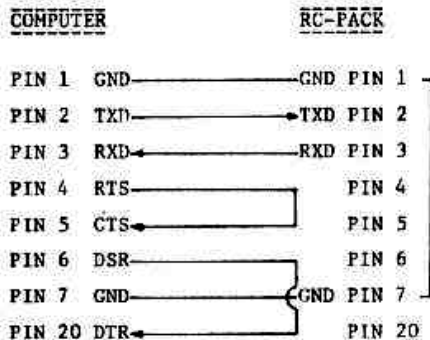 COMPUTER RC-PACK
PIN 1 GND GND PIN 1
PIN 2 TXD TXD PIN 2
PIN 3 RXD RXD PIN 3
PIN 4 RTS PIN 4
PIN 5 CTS PIN 5
PIN 6 DSR PIN 6
PIN 7 GND GND PIN 7
PIN 20 DTR PIN 20